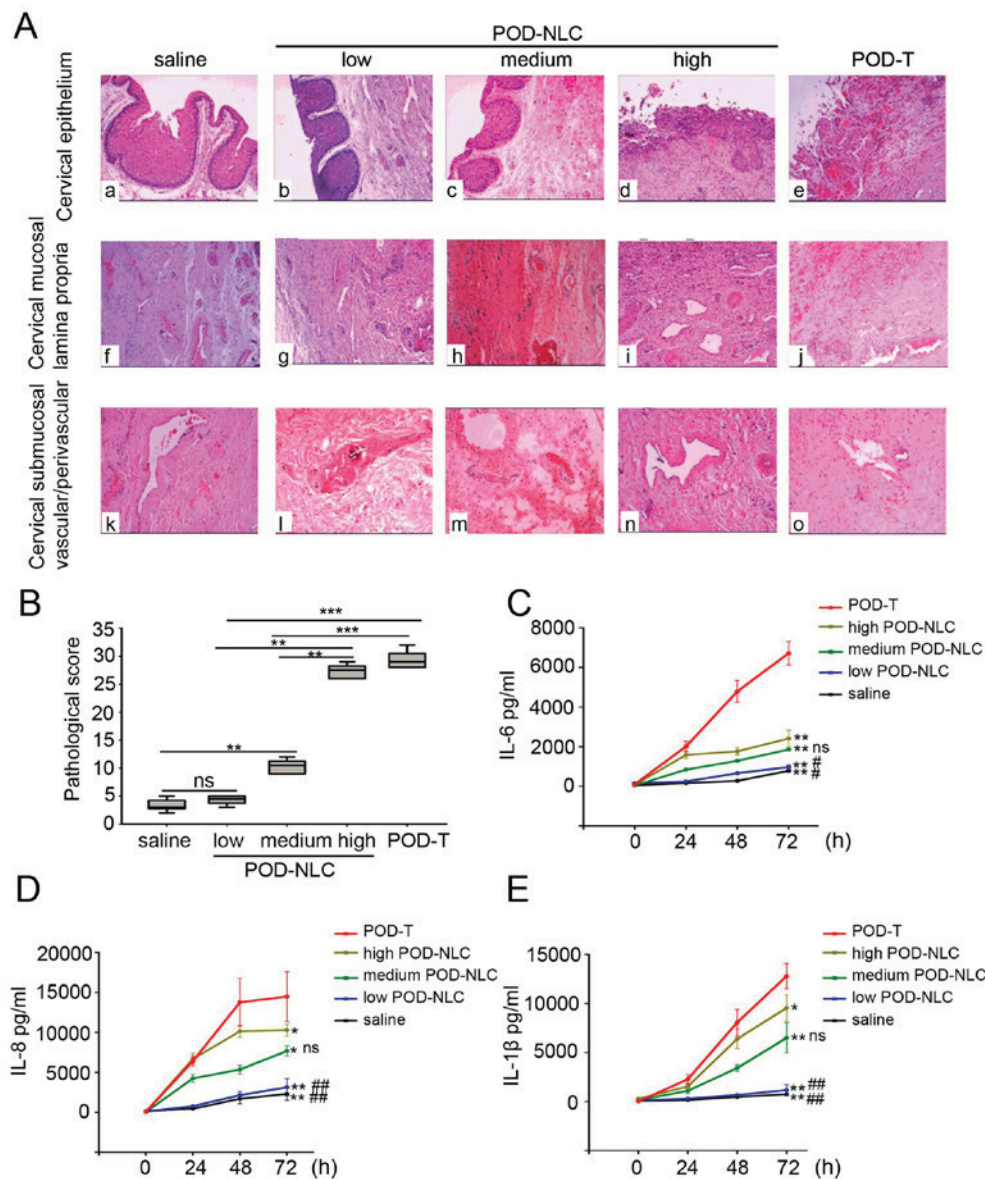 A
POD-NLC
saline low medium high POD-T
Cervical epithelium
a b c d e
Cervical mucosal
lamina propria
f g h i j
Cervical submucosal
vascular/perivascular
k l m n o
B
Pathological score
35
30
25
20
15
10
5
0
ns
**
**
**
***
***
saline low medium high POD-T
POD-NLC
C
IL-6 pg/ml
8000
6000
4000
2000
0
0 24 48 72 (h)
POD-T
high POD-NLC
medium POD-NLC
low POD-NLC
saline
**
** ns
** #
** #
D
IL-8 pg/ml
20000
15000
10000
5000
0
0 24 48 72 (h)
POD-T
high POD-NLC
medium POD-NLC
low POD-NLC
saline
*
* ns
** ##
** ##
E
IL-1β pg/ml
15000
10000
5000
0
0 24 48 72 (h)
POD-T
high POD-NLC
medium POD-NLC
low POD-NLC
saline
*
** ns
** ##
** ##